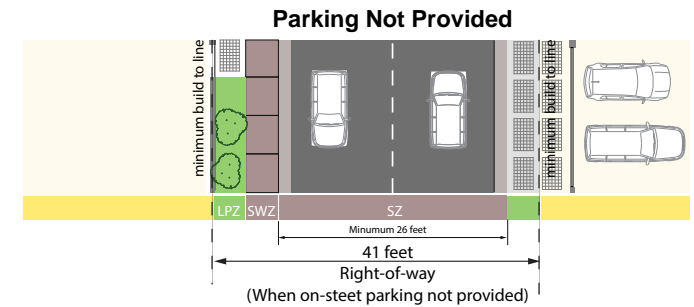 Parking Not Provided
minimum build to line
minimum build to line
LPZ
SWZ
SZ
Minumum 26 feet
41 feet
Right-of-way
(When on-steet parking not provided)